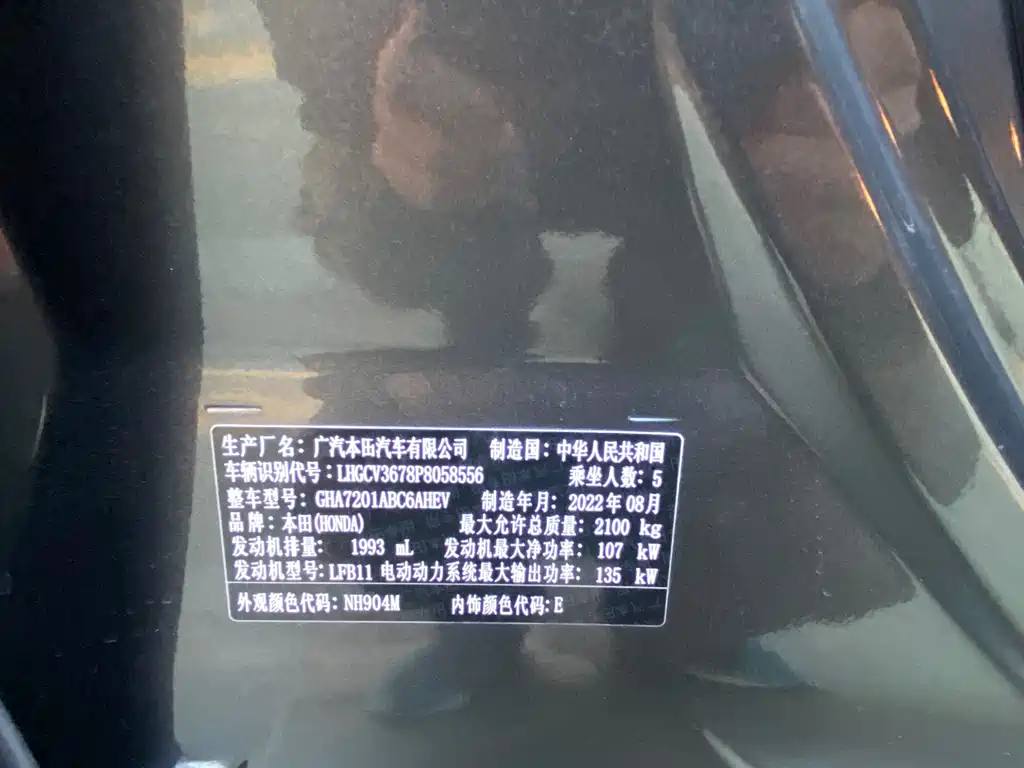 生产厂名：广汽本田汽车有限公司 制造国：中华人民共和国
车辆识别代号：LHGCV3678P8058556 乘坐人数：5
整车型号：GHA7201ABC6AHEV 制造年月：2022年08月
品牌：本田(HONDA) 最大允许总质量：2100 kg
发动机排量： 1993 mL 发动机最大净功率：107 kW
发动机型号：LFB11 电动动力系统最大输出功率：135 kW
外观颜色代码：NH904M 内饰颜色代码：E